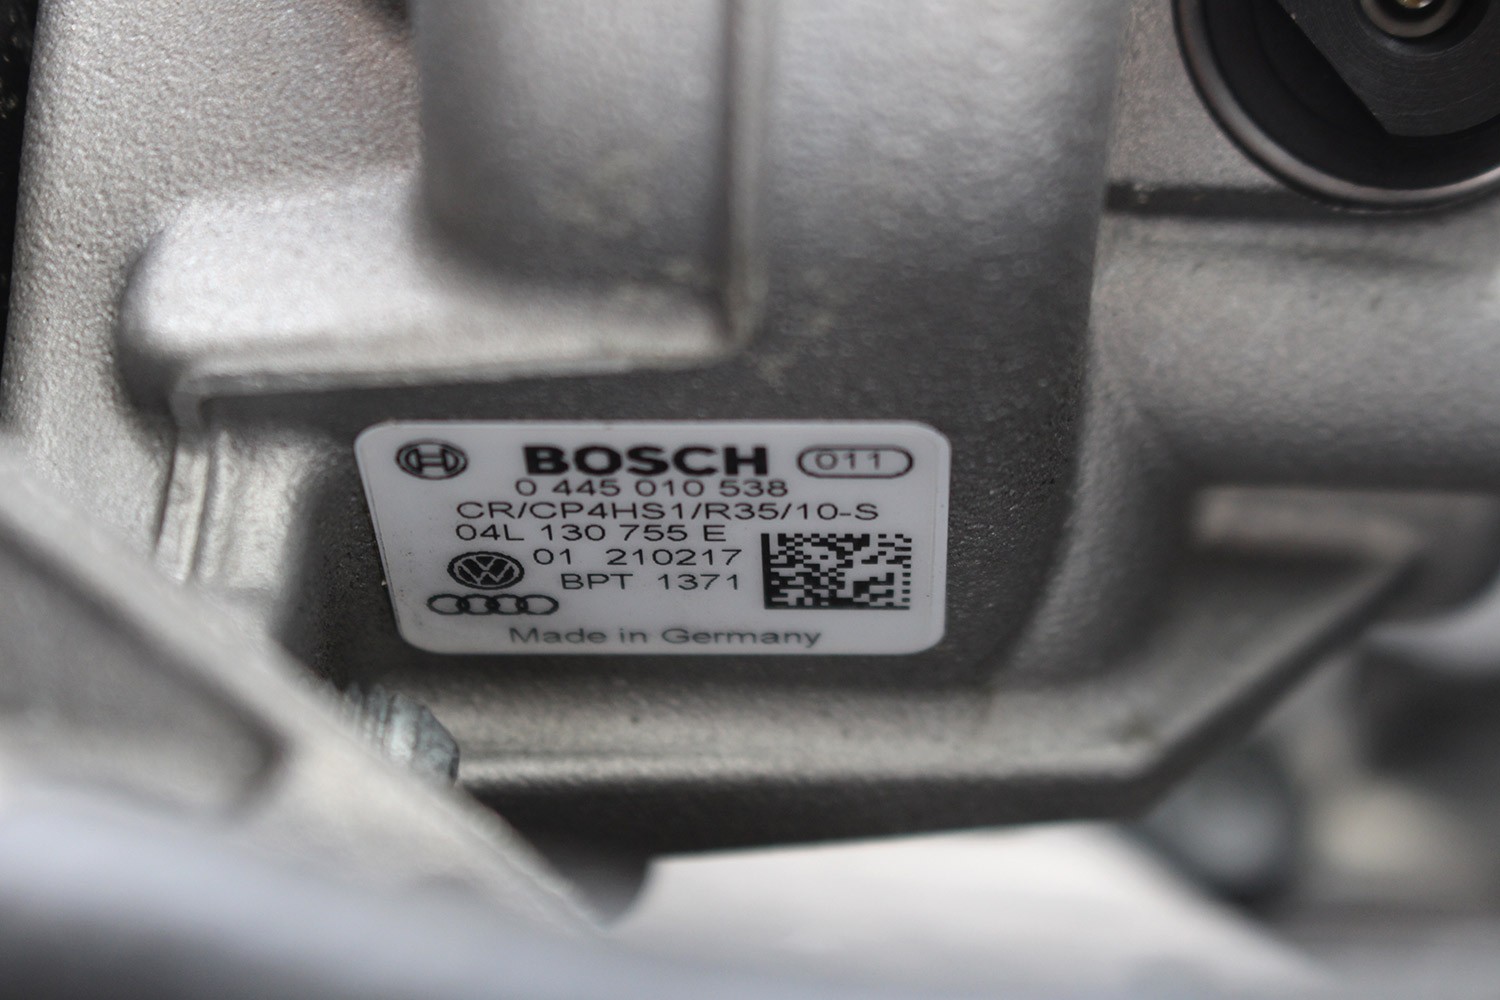 BOSCH 011
0 445 010 538
CR/CP4HS1/R35/10-S
04L 130 755 E
01 210217
BPT 1371
Made in Germany